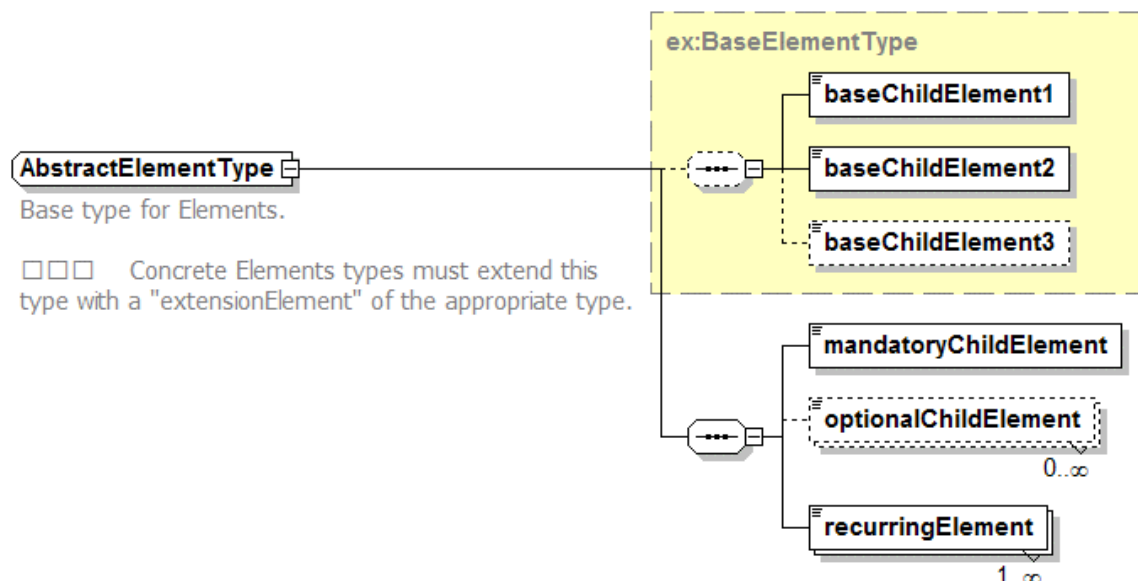 ex:BaseElementType
baseChildElement1
AbstractElementType
baseChildElement2
Base type for Elements.
baseChildElement3
□□□ Concrete Elements types must extend this
type with a "extensionElement" of the appropriate type.
mandatoryChildElement
optionalChildElement
0..∞
recurringElement
1..∞